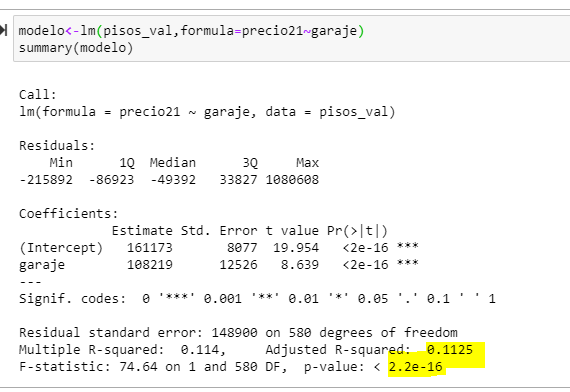 modelo<-lm(pisos_val,formula=precio21~garaje)
summary(modelo)
Call:
lm(formula = precio21 ~ garaje, data = pisos_val)
Residuals:
    Min      1Q  Median      3Q     Max
-215892  -86923  -49392   33827 1080608
Coefficients:
            Estimate Std. Error t value Pr(>|t|)
(Intercept)   161173       8077  19.954   <2e-16 ***
garaje        108219      12526   8.639   <2e-16 ***
---
Signif. codes:  0 '***' 0.001 '**' 0.01 '*' 0.05 '.' 0.1 ' ' 1
Residual standard error: 148900 on 580 degrees of freedom
Multiple R-squared:  0.114,	Adjusted R-squared:  0.1125
F-statistic: 74.64 on 1 and 580 DF,  p-value: < 2.2e-16